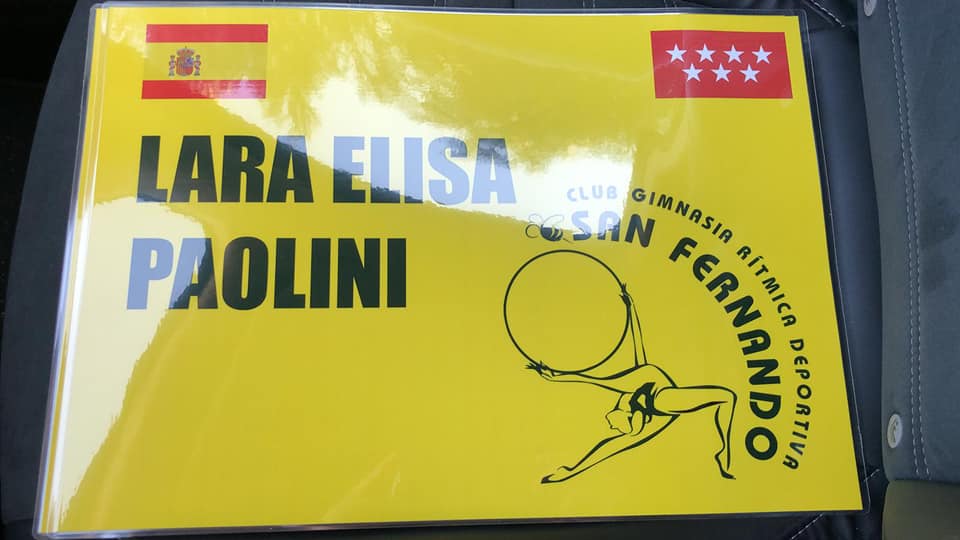 LARA ELISA
PAOLINI
CLUB GIMNASIA RÍTMICA DEPORTIVA
SAN FERNANDO